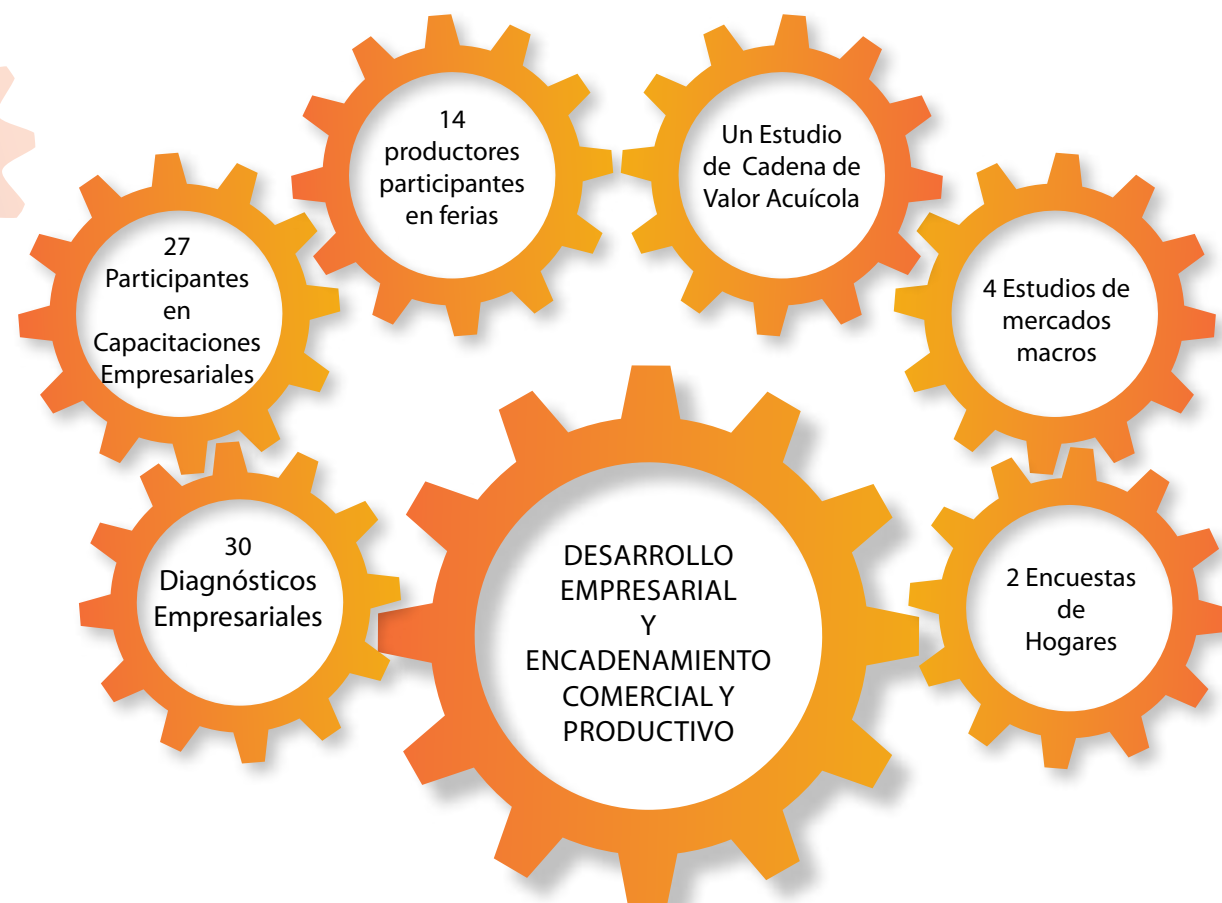 14
productores
participantes
en ferias
Un Estudio
de Cadena de
Valor Acuícola
27
Participantes
en
Capacitaciones
Empresariales
4 Estudios de
mercados
macros
30
Diagnósticos
Empresariales
DESARROLLO
EMPRESARIAL
Y
ENCADENAMIENTO
COMERCIAL Y
PRODUCTIVO
2 Encuestas
de
Hogares